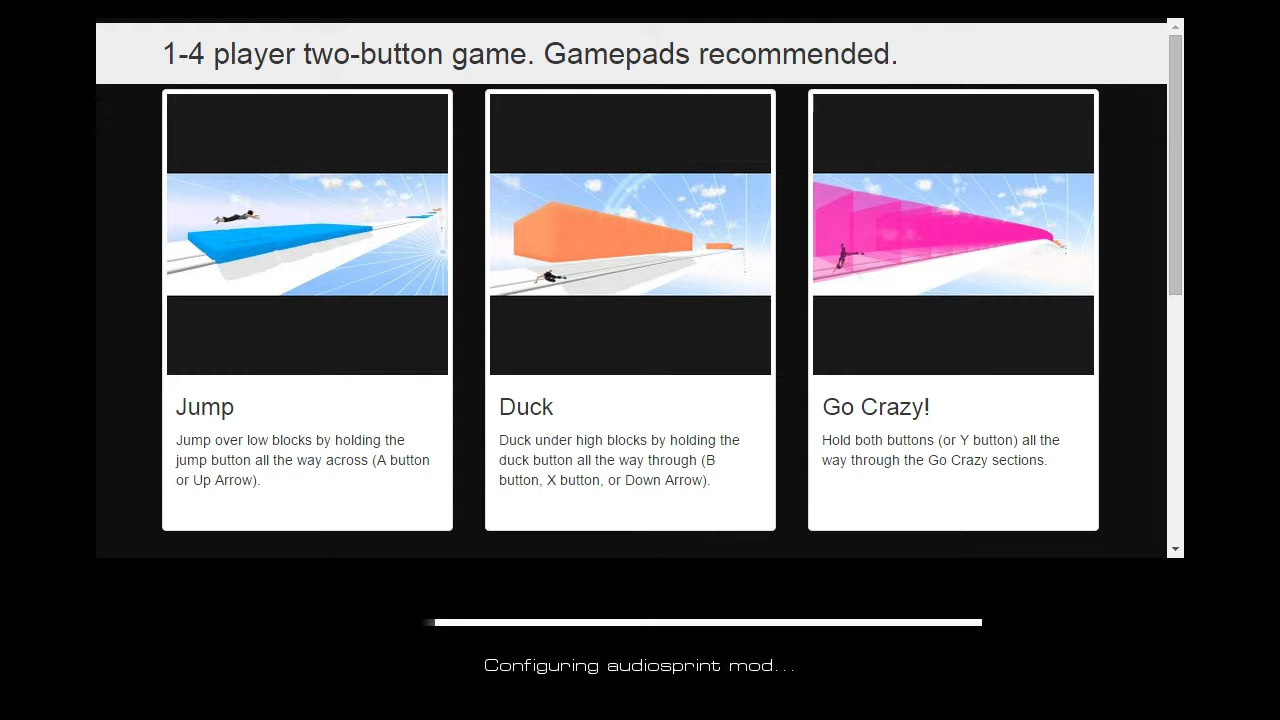 1-4 player two-button game. Gamepads recommended.
Jump
Jump over low blocks by holding the
jump button all the way across (A button
or Up Arrow).
Duck
Duck under high blocks by holding the
duck button all the way through (B
button, X button, or Down Arrow).
Go Crazy!
Hold both buttons (or Y button) all the
way through the Go Crazy sections.
Configuring audiosprint mod...